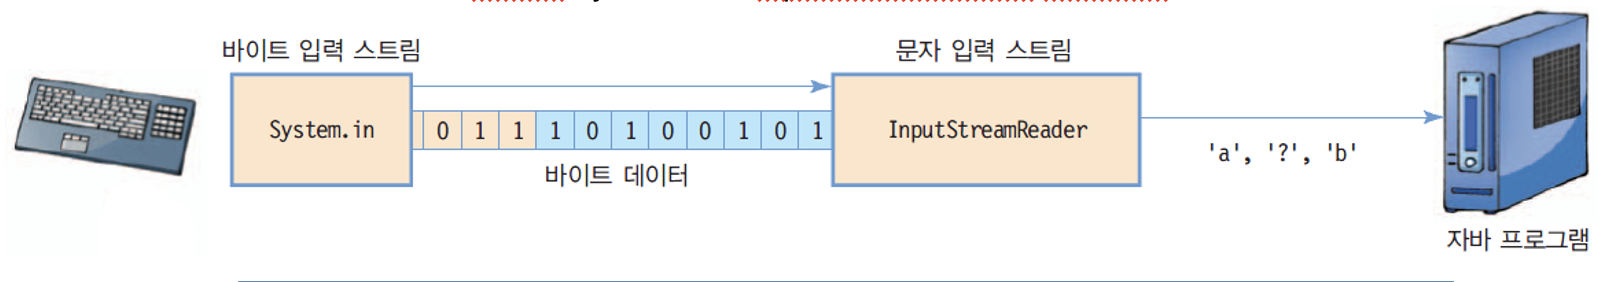 바이트 입력 스트림
문자 입력 스트림
System.in
0 1 1 1 0 1 0 0 1 0 1
InputStreamReader
바이트 데이터
'a', '?', 'b'
자바 프로그램